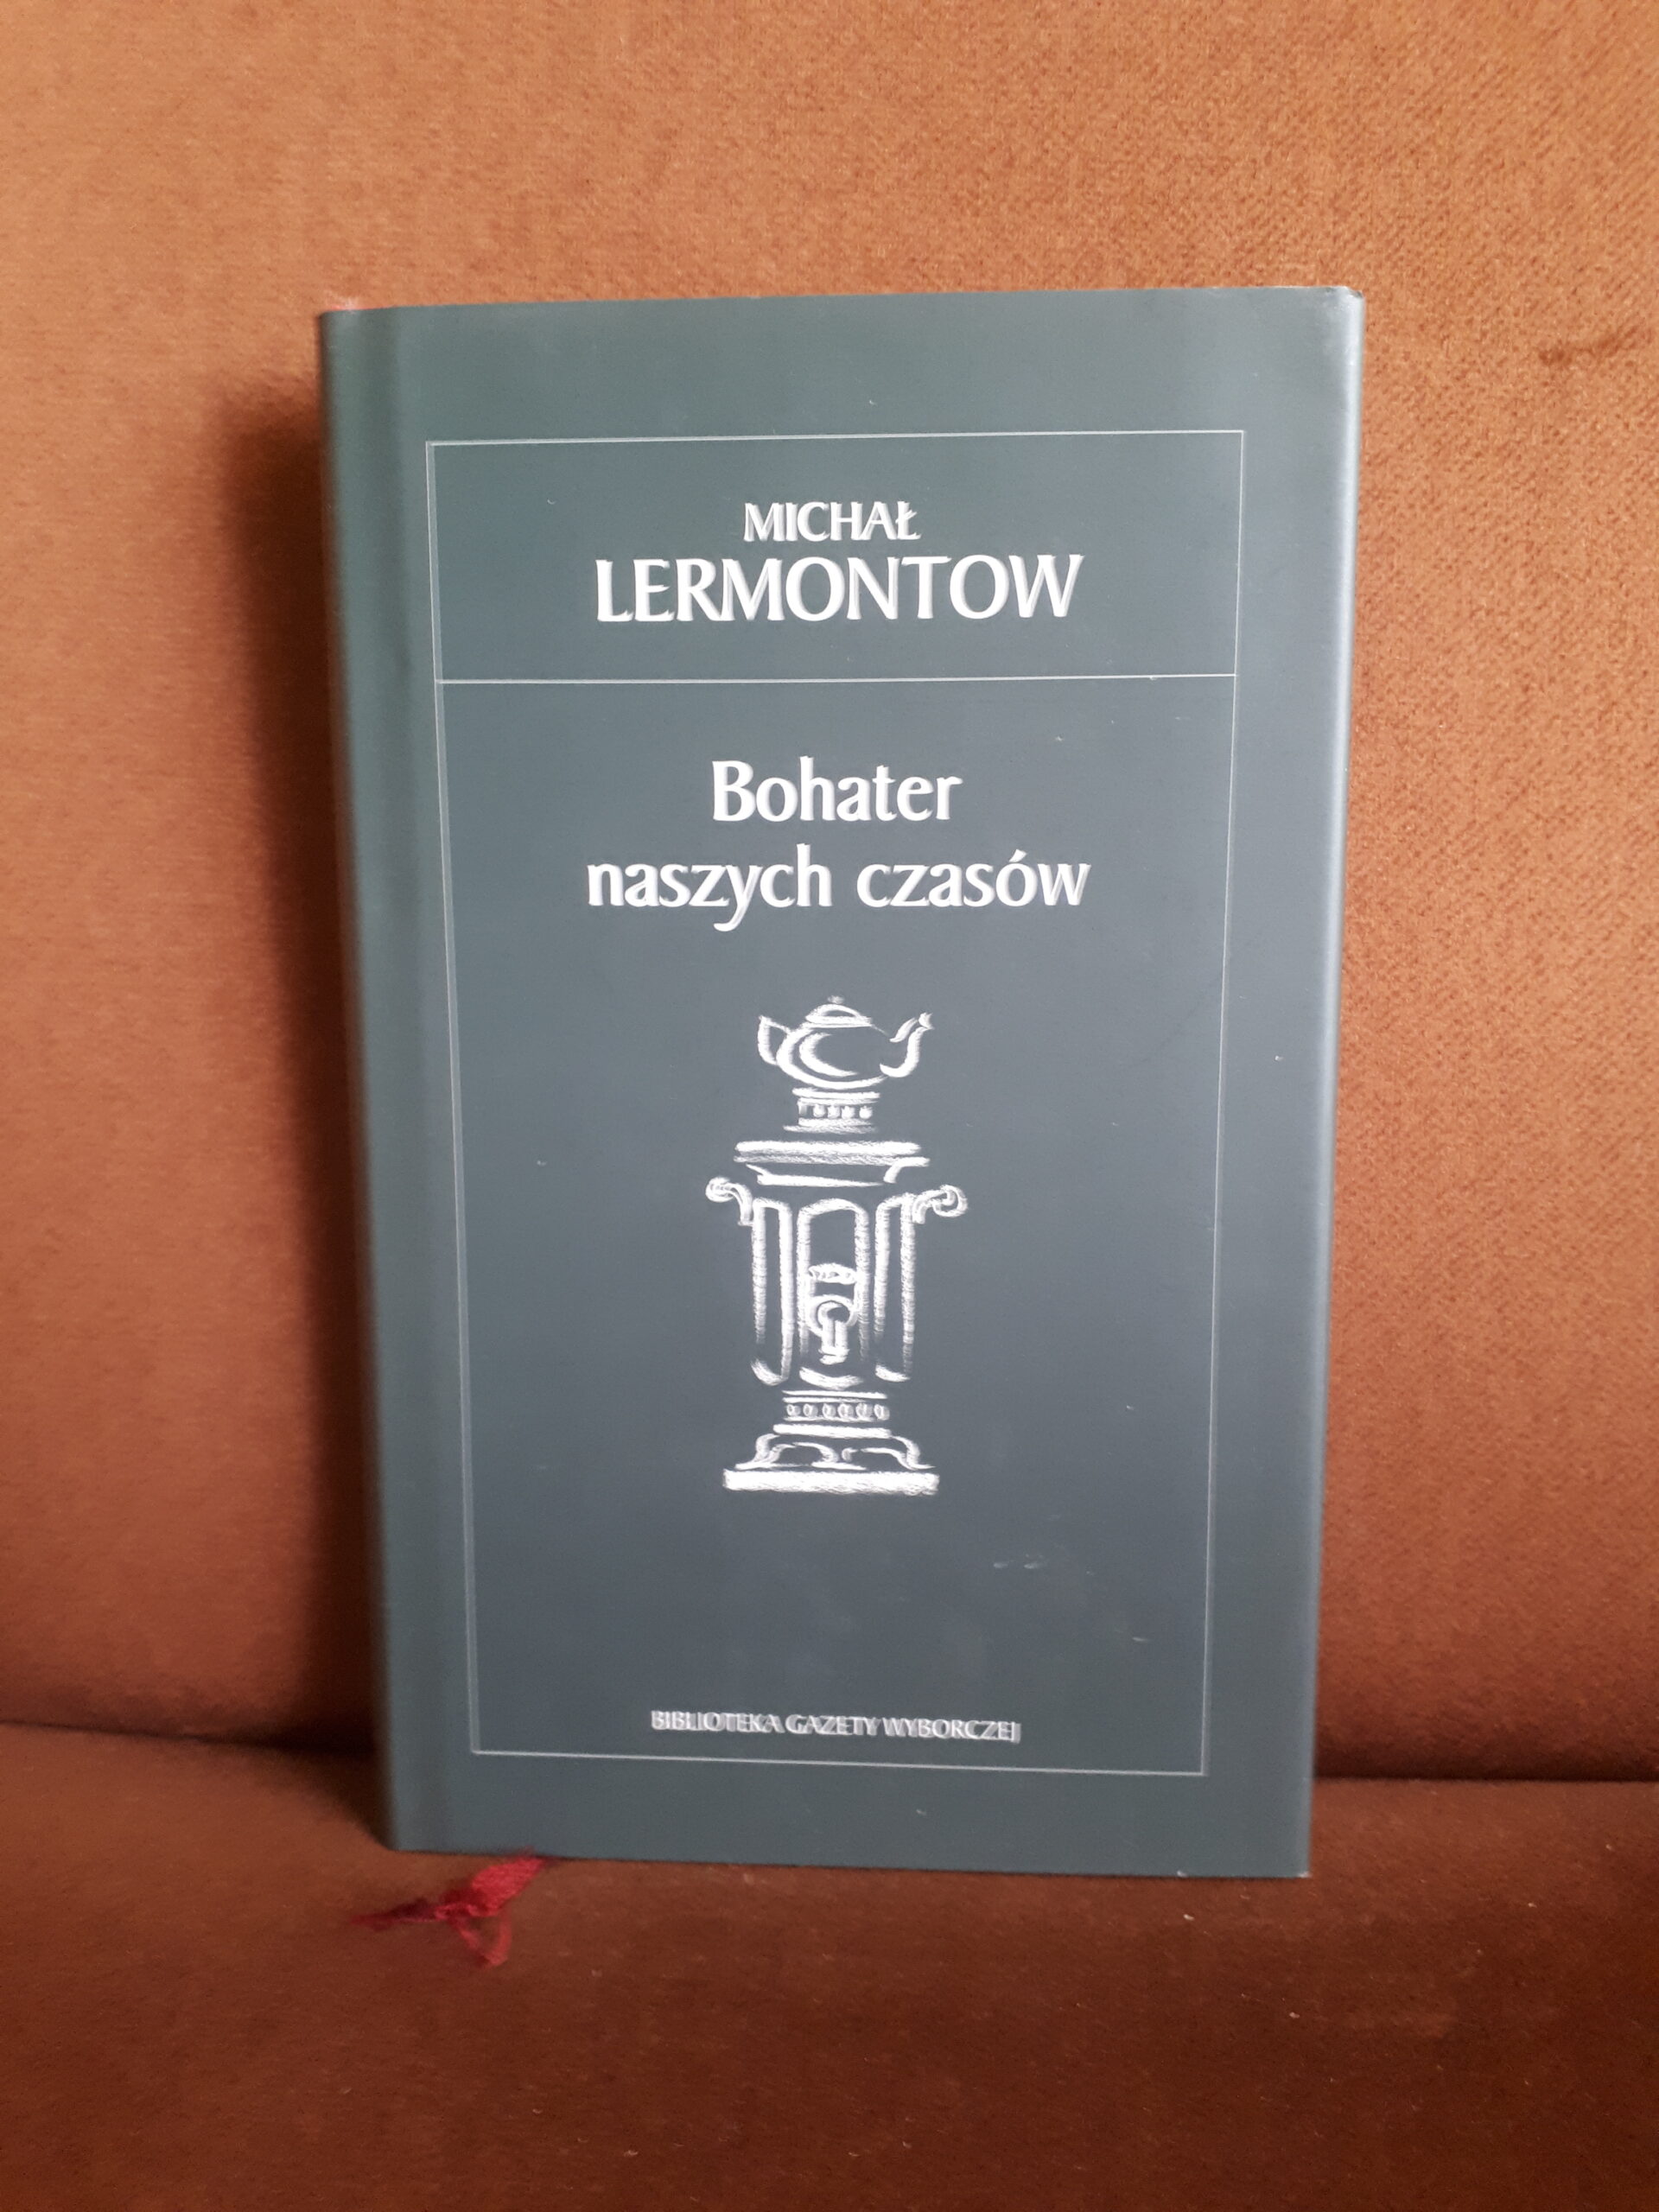 MICHAŁ
LERMONTOW
Bohater
naszych czasów
BIBLIOTEKA GAZETY WYBORCZEJ